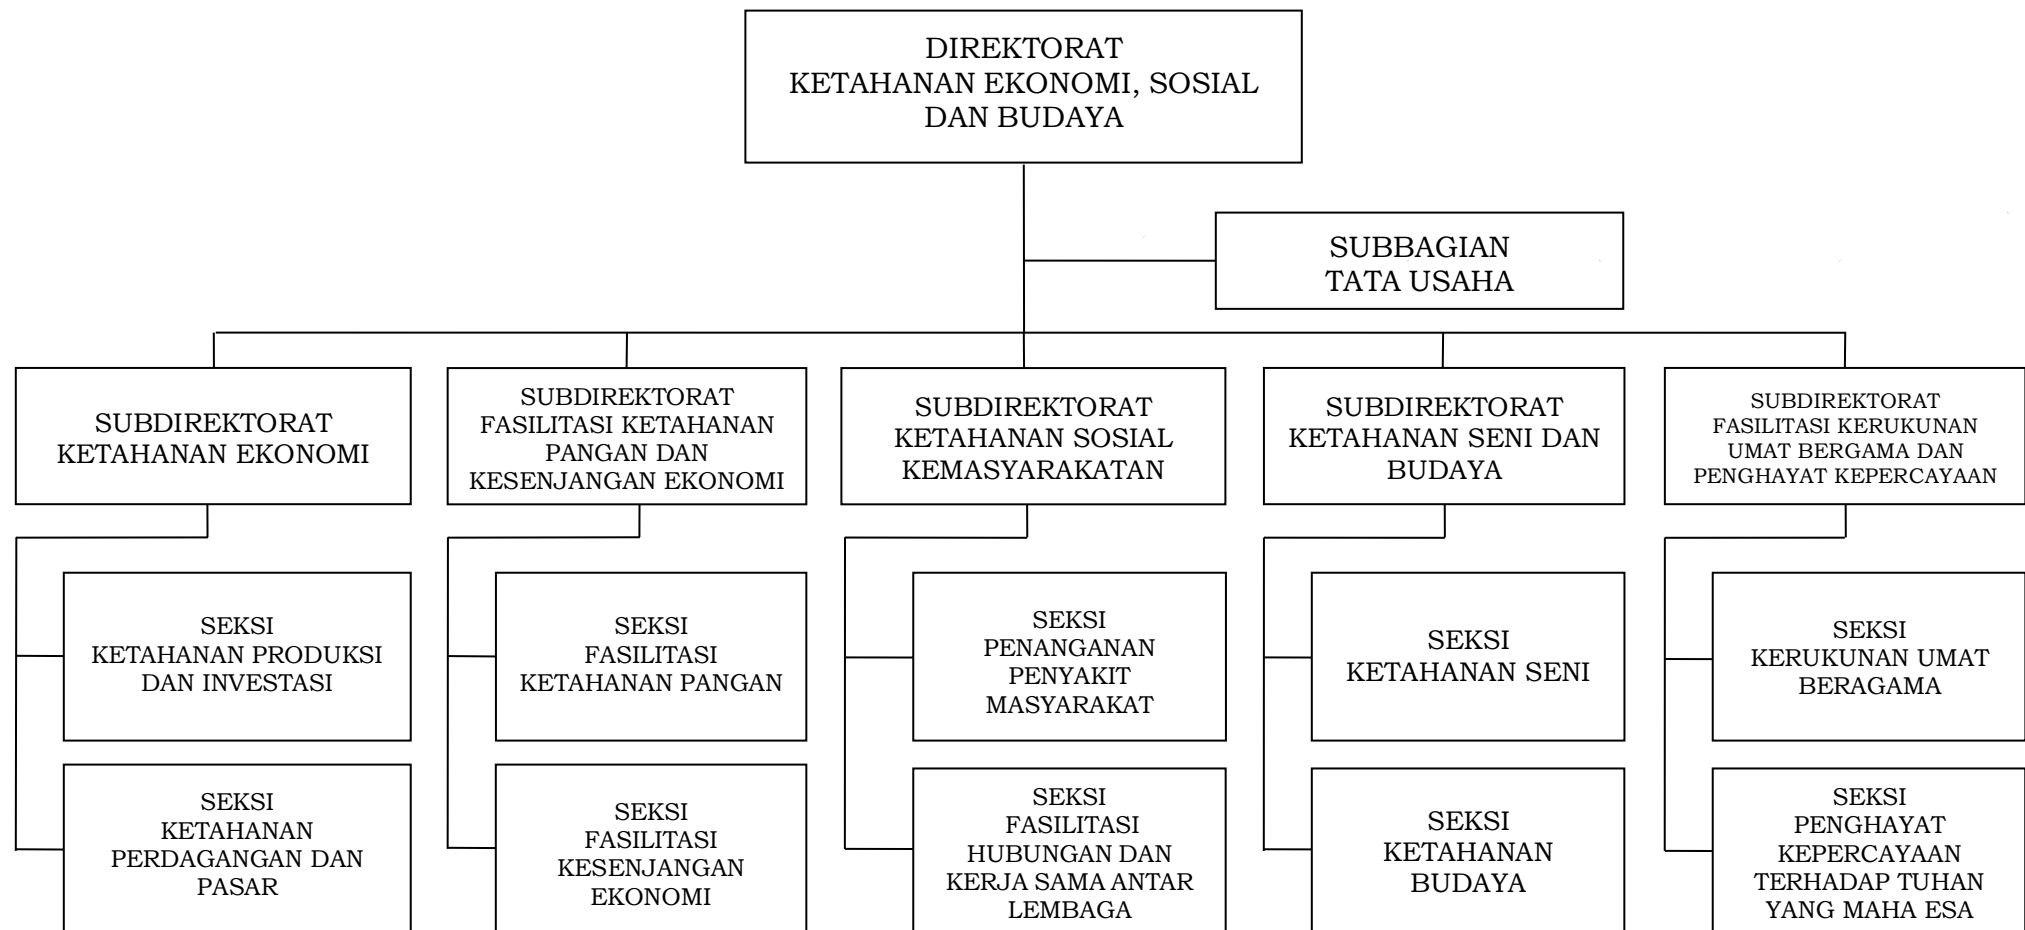 DIREKTORAT
KETAHANAN EKONOMI, SOSIAL
DAN BUDAYA
SUBBAGIAN
TATA USAHA
SUBDIREKTORAT
KETAHANAN EKONOMI
SUBDIREKTORAT
FASILITASI KETAHANAN
PANGAN DAN
KESENJANGAN EKONOMI
SUBDIREKTORAT
KETAHANAN SOSIAL
KEMASYARAKATAN
SUBDIREKTORAT
KETAHANAN SENI DAN
BUDAYA
SUBDIREKTORAT
FASILITASI KERUKUNAN
UMAT BERGAMA DAN
PENGHAYAT KEPERCAYAAN
SEKSI
KETAHANAN PRODUKSI
DAN INVESTASI
SEKSI
FASILITASI
KETAHANAN PANGAN
SEKSI
PENANGANAN
PENYAKIT
MASYARAKAT
SEKSI
KETAHANAN SENI
SEKSI
KERUKUNAN UMAT
BERAGAMA
SEKSI
KETAHANAN
PERDAGANGAN DAN
PASAR
SEKSI
FASILITASI
KESENJANGAN
EKONOMI
SEKSI
FASILITASI
HUBUNGAN DAN
KERJA SAMA ANTAR
LEMBAGA
SEKSI
KETAHANAN
BUDAYA
SEKSI
PENGHAYAT
KEPERCAYAAN
TERHADAP TUHAN
YANG MAHA ESA